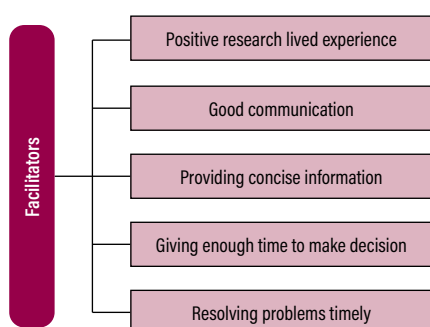 Facilitators
Positive research lived experience
Good communication
Providing concise information
Giving enough time to make decision
Resolving problems timely